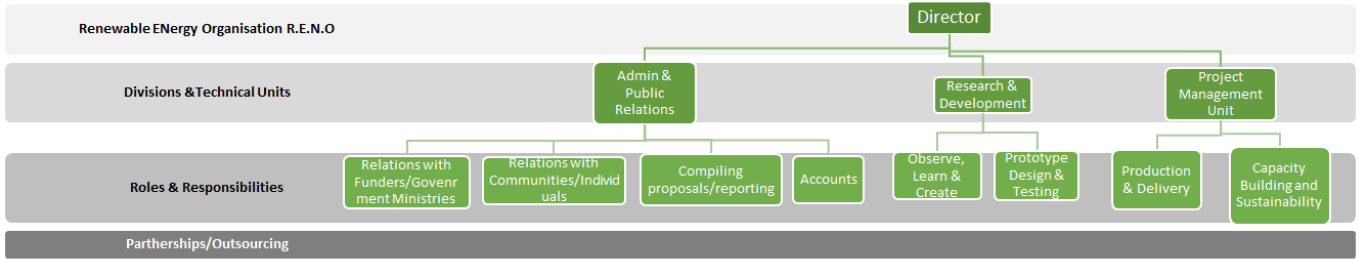 Renewable ENergy Organisation R.E.N.O
Director
Divisions &Technical Units
Admin &
Public
Relations
Research &
Development
Project
Management
Unit
Roles & Responsibilities
Relations with
Funders/Govenr
ment Ministries
Relations with
Communities/Individ
uals
Compiling
proposals/reporting
Accounts
Observe,
Learn &
Create
Prototype
Design &
Testing
Production
& Delivery
Capacity
Building and
Sustainability
Partherships/Outsourcing